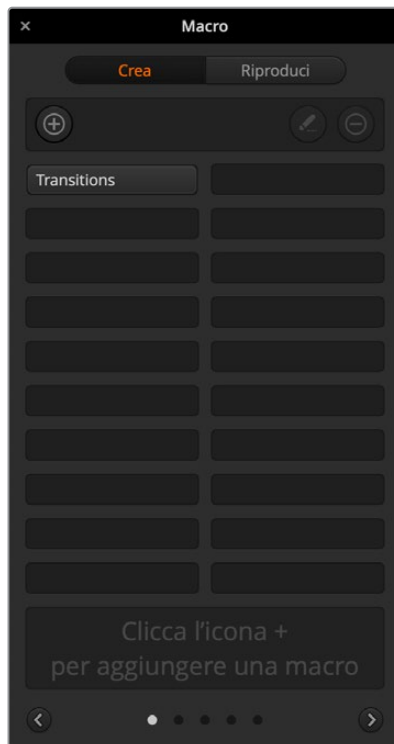 Macro
Crea Riproduci
Transitions
Clicca l'icona +
per aggiungere una macro